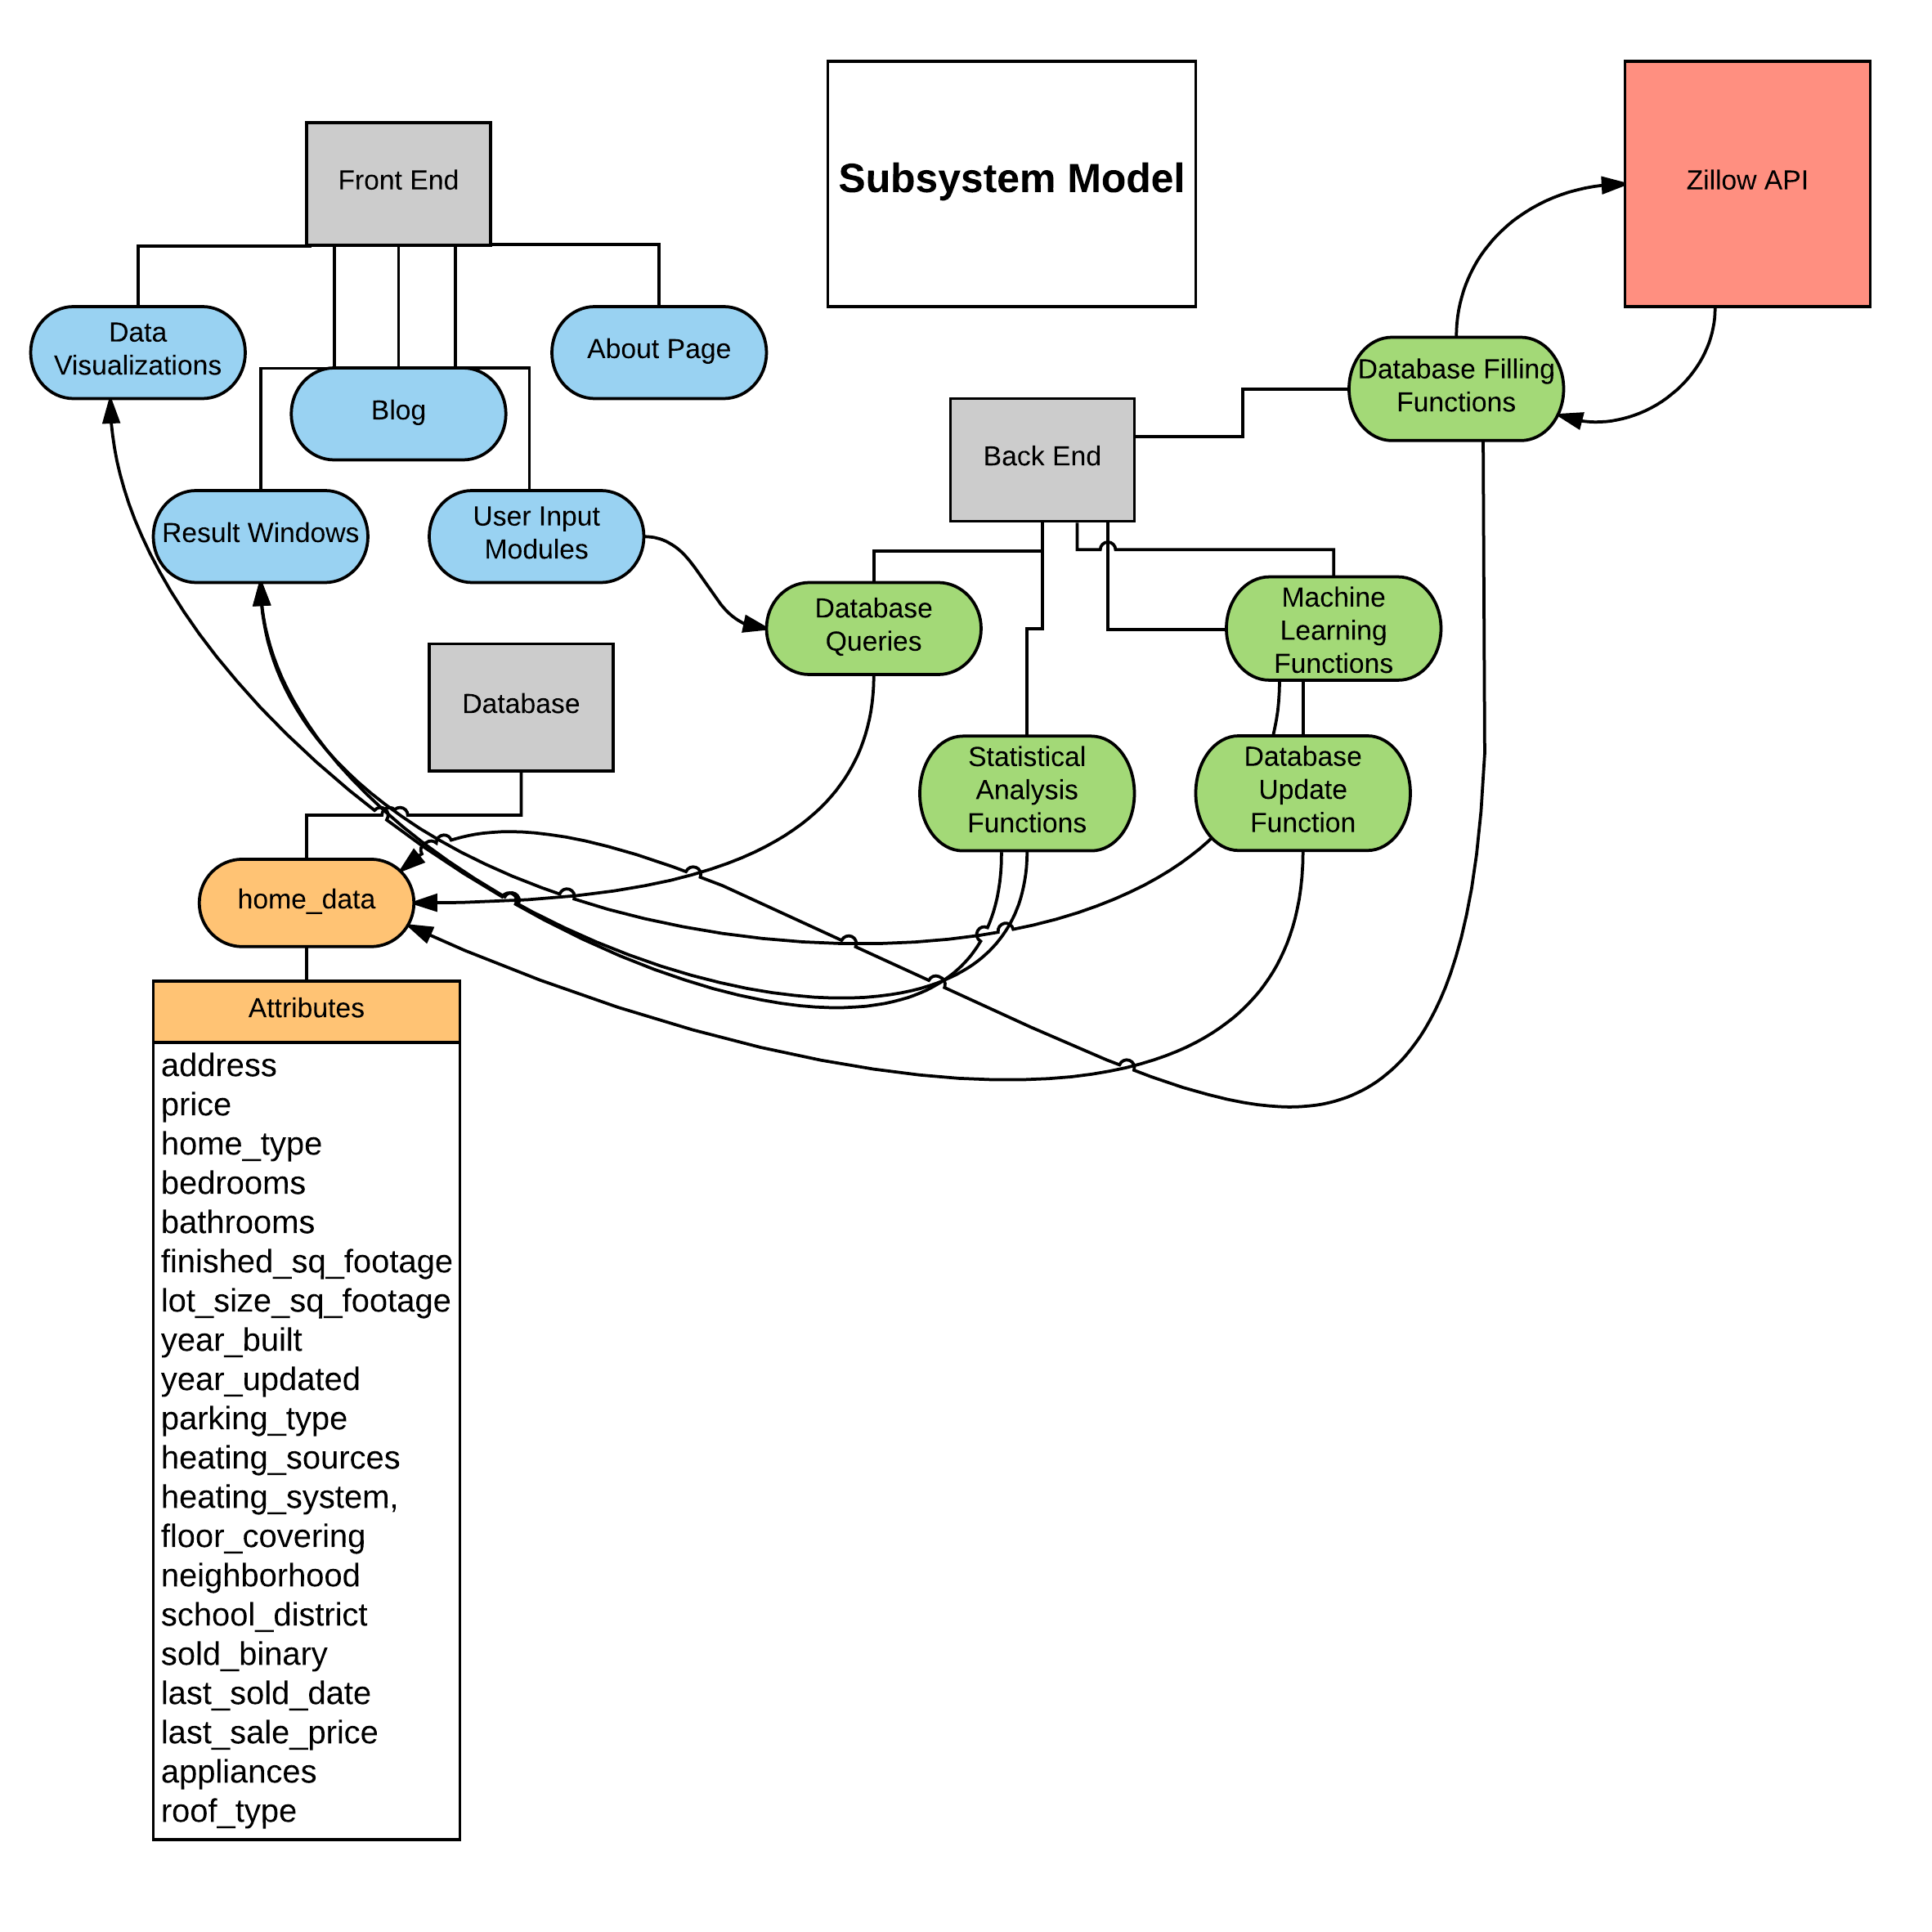 Subsystem Model
Front End
Zillow API
Data
Visualizations
About Page
Blog
Database Filling
Functions
Back End
Result Windows
User Input
Modules
Database
Queries
Machine
Learning
Functions
Database
Statistical
Analysis
Functions
Database
Update
Function
home_data
Attributes
address
price
home_type
bedrooms
bathrooms
finished_sq_footage
lot_size_sq_footage
year_built
year_updated
parking_type
heating_sources
heating_system,
floor_covering
neighborhood
school_district
sold_binary
last_sold_date
last_sale_price
appliances
roof_type